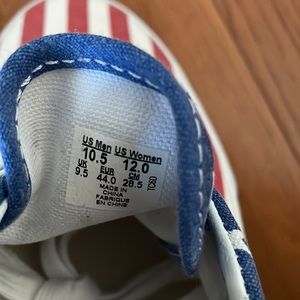 US Men US Women
10.5 12.0
UK EUR CM
9.5 44.0 28.5
MADE IN
CHINA
FABRIQUÉ
EN CHINE